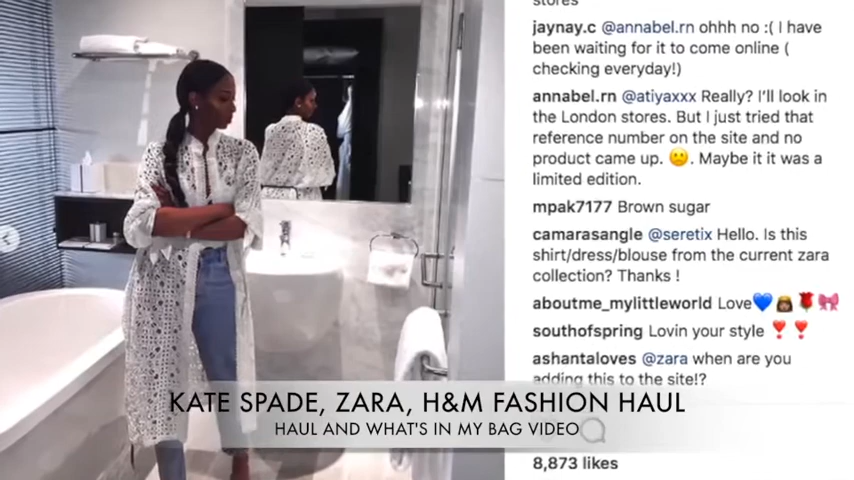 stores
jaynay.c @annabel.rn ohhh no :( I have
been waiting for it to come online (
checking everyday!)
annabel.rn @atiyaxxx Really? I'll look in
the London stores. But I just tried that
reference number on the site and no
product came up. 🙁. Maybe it it was a
limited edition.
mpak7177 Brown sugar
camarasangle @seretix Hello. Is this
shirt/dress/blouse from the current zara
collection? Thanks !
aboutme_mylittleworld Love💙👩🏾🌹🎀
southofspring Lovin your style ❣️❣️
ashantaloves @zara when are you
adding this to the site!?
KATE SPADE, ZARA, H&M FASHION HAUL
HAUL AND WHAT'S IN MY BAG VIDEO
8,873 likes